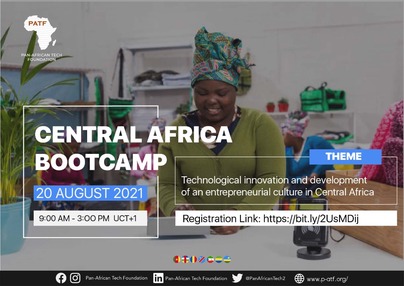 PATF
PAN-AFRICAN TECH
FOUNDATION
CENTRAL AFRICA
BOOTCAMP
20 AUGUST 2021
9:00 AM - 3:00 PM UCT+1
THEME
Technological innovation and development
of an entrepreneurial culture in Central Africa
Registration Link: https://bit.ly/2UsMDij
Pan-African Tech Foundation
Pan-African Tech Foundation
@PanAfricanTech2
www.p-atf.org/